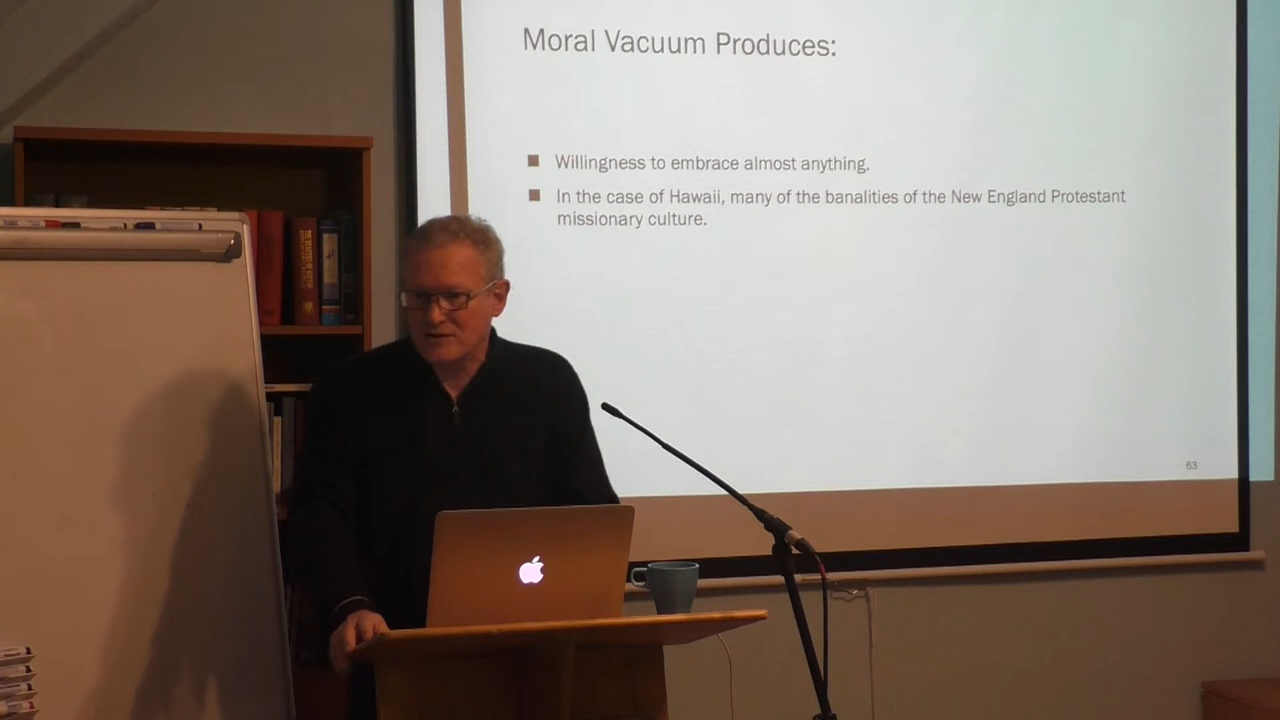 Moral Vacuum Produces:
Willingness to embrace almost anything.
In the case of Hawaii, many of the banalities of the New England Protestant
missionary culture.
63